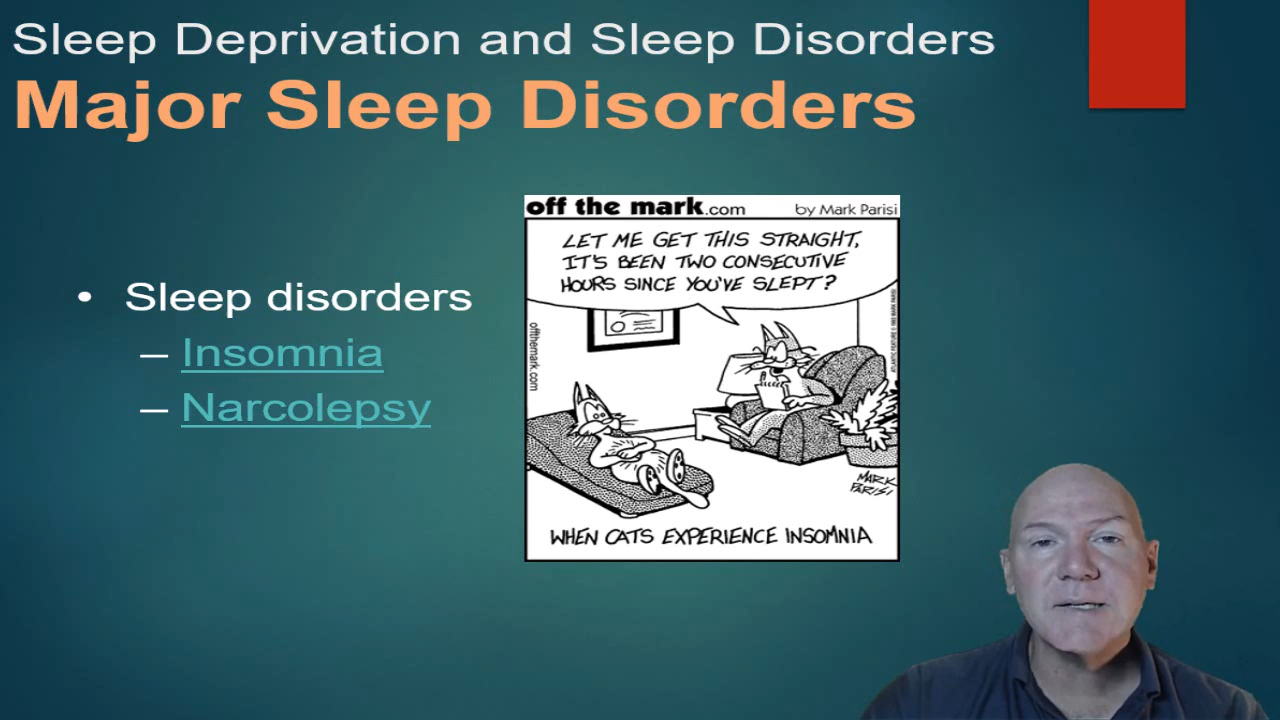 Sleep Deprivation and Sleep Disorders
Major Sleep Disorders
• Sleep disorders
– Insomnia
– Narcolepsy
off the mark.com by Mark Parisi
LET ME GET THIS STRAIGHT,
IT'S BEEN TWO CONSECUTIVE
HOURS SINCE YOU'VE SLEPT?
offthemark.com
MARK
PARISI
WHEN CATS EXPERIENCE INSOMNIA